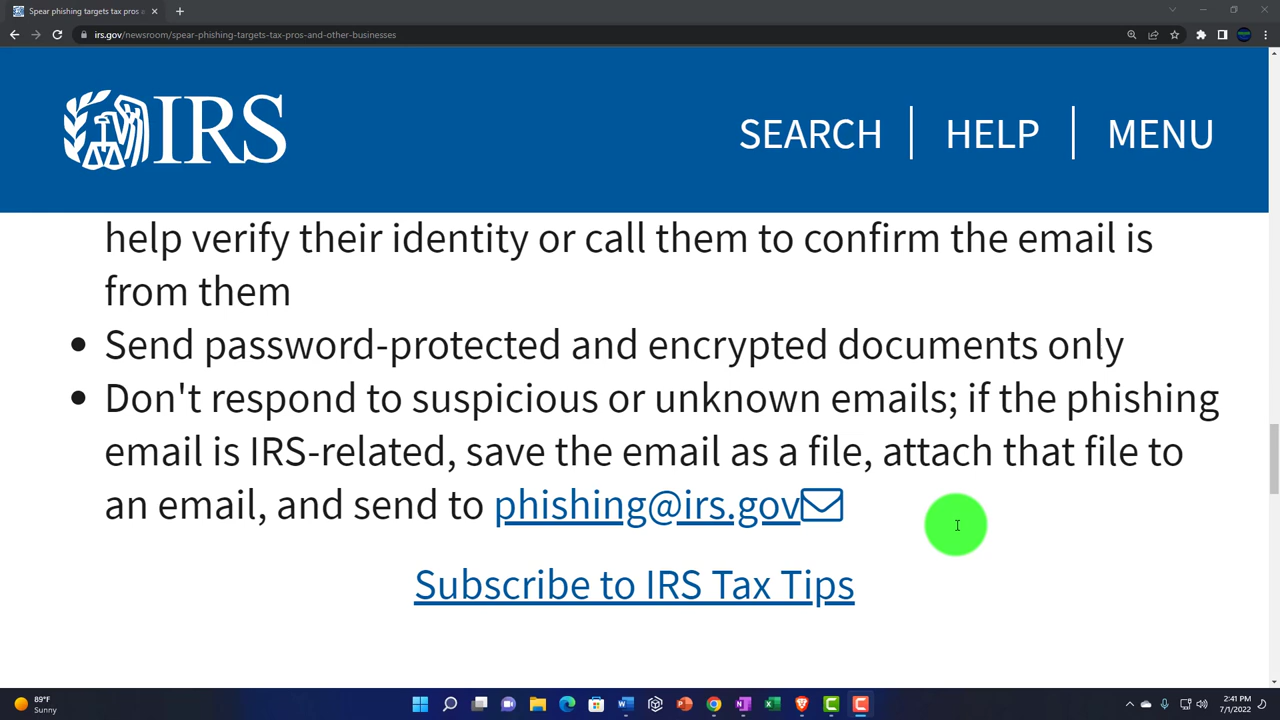 Spear phishing targets tax pros
irs.gov/newsroom/spear-phishing-targets-tax-pros-and-other-businesses
IRS
SEARCH
HELP
MENU
help verify their identity or call them to confirm the email is
from them
• Send password-protected and encrypted documents only
• Don't respond to suspicious or unknown emails; if the phishing
email is IRS-related, save the email as a file, attach that file to
an email, and send to phishing@irs.gov
Subscribe to IRS Tax Tips
89°F
Sunny
2:41 PM
7/1/2022